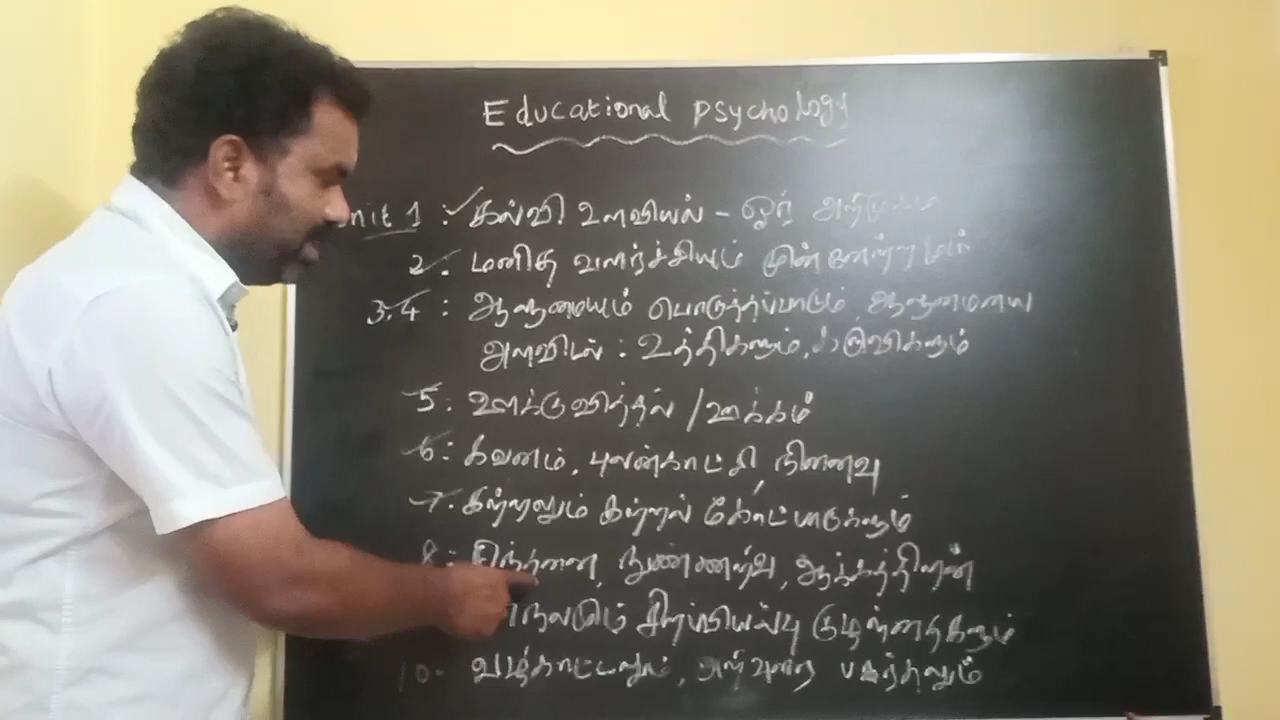 Educational psychology
Unit 1 : கல்வி உளவியல் - ஓர் அறிமுகம்
2. மனித வளர்ச்சியும் முன்னேற்றமும்
3,4 : ஆளுமையும் பொருத்தப்பாடும், ஆளுமையை
அளவிடல் : உத்திகளும், கருவிகளும்
5. ஊக்குவித்தல் / ஊக்கம்
6. கவனம், புலன்காட்சி, நினைவு
7. கற்றலும் கற்றல் கோட்பாடுகளும்
8. சிந்தனை, நுண்ணறிவு, ஆக்கத்திறன்
குழந்தைகளும்
10. வழிகாட்டலும், அறிவுரை பகர்தலும்